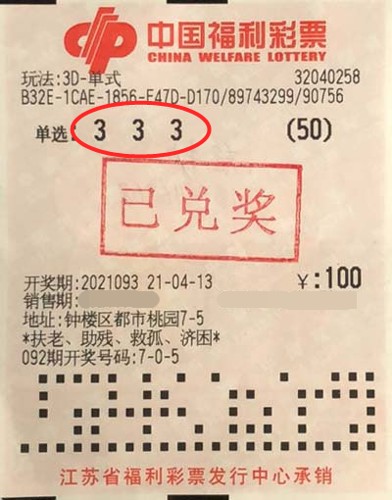 中国福利彩票
CHINA WELFARE LOTTERY
玩法:3D-单式 32040258
B32E-1CAE-1856-E47D-D170/89743299/90756
单选: 3 3 3 (50)
已兑奖
开奖期:2021093 21-04-13 ¥:100
销售期:
地址:钟楼区都市桃园7-5
*扶老、助残、救孤、济困*
092期开奖号码:7-0-5
江苏省福利彩票发行中心承销